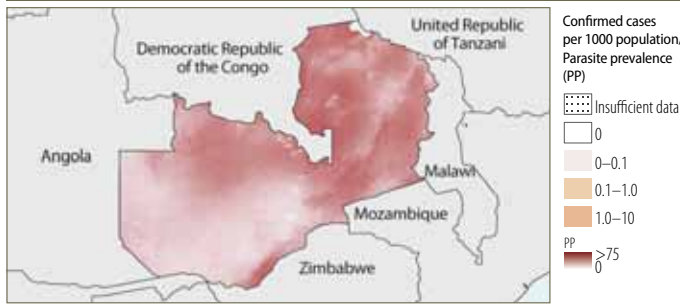 Democratic Republic
of the Congo
United Republic
of Tanzani
Angola
Malawi
Mozambique
Zimbabwe
Confirmed cases
per 1000 population/
Parasite prevalence
(PP)
Insufficient data
0
0–0.1
0.1–1.0
1.0–10
PP
>75
0